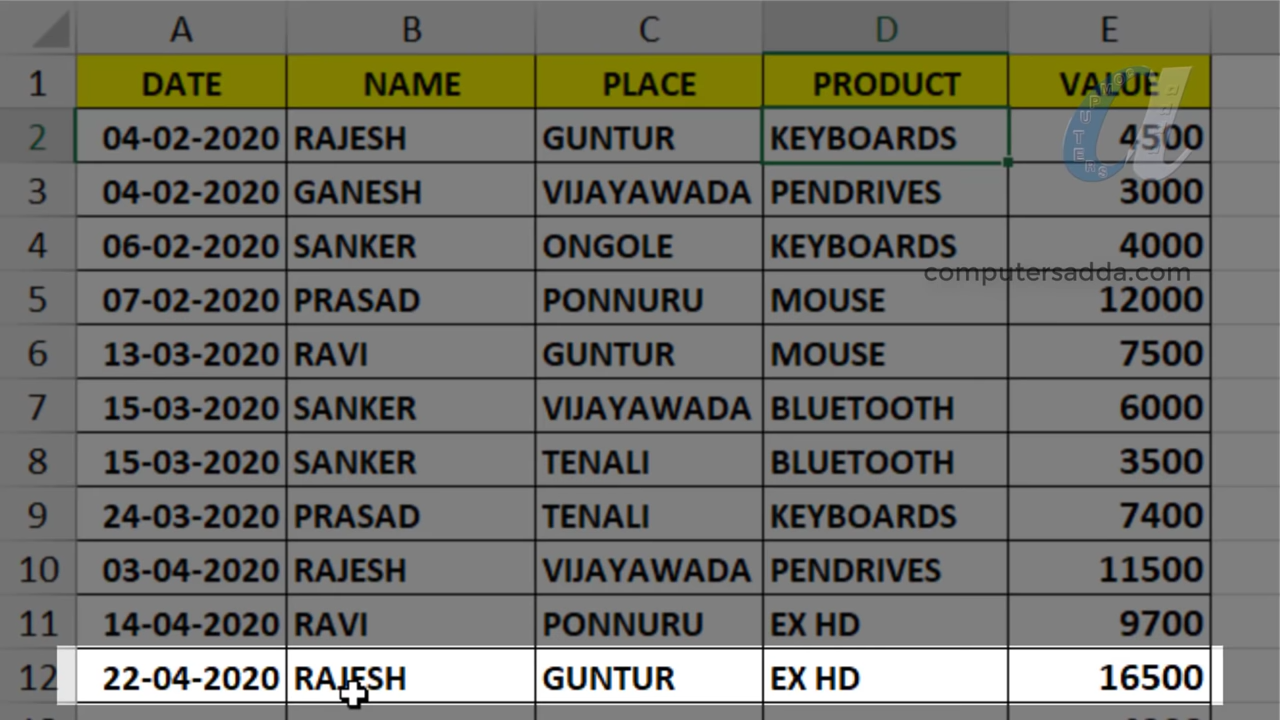 A B C D E
1 DATE NAME PLACE PRODUCT VALUE
2 04-02-2020 RAJESH GUNTUR KEYBOARDS 4500
3 04-02-2020 GANESH VIJAYAWADA PENDRIVES 3000
4 06-02-2020 SANKER ONGOLE KEYBOARDS 4000
computersadda.com
5 07-02-2020 PRASAD PONNURU MOUSE 12000
6 13-03-2020 RAVI GUNTUR MOUSE 7500
7 15-03-2020 SANKER VIJAYAWADA BLUETOOTH 6000
8 15-03-2020 SANKER TENALI BLUETOOTH 3500
9 24-03-2020 PRASAD TENALI KEYBOARDS 7400
10 03-04-2020 RAJESH VIJAYAWADA PENDRIVES 11500
11 14-04-2020 RAVI PONNURU EX HD 9700
12 22-04-2020 RAJESH GUNTUR EX HD 16500